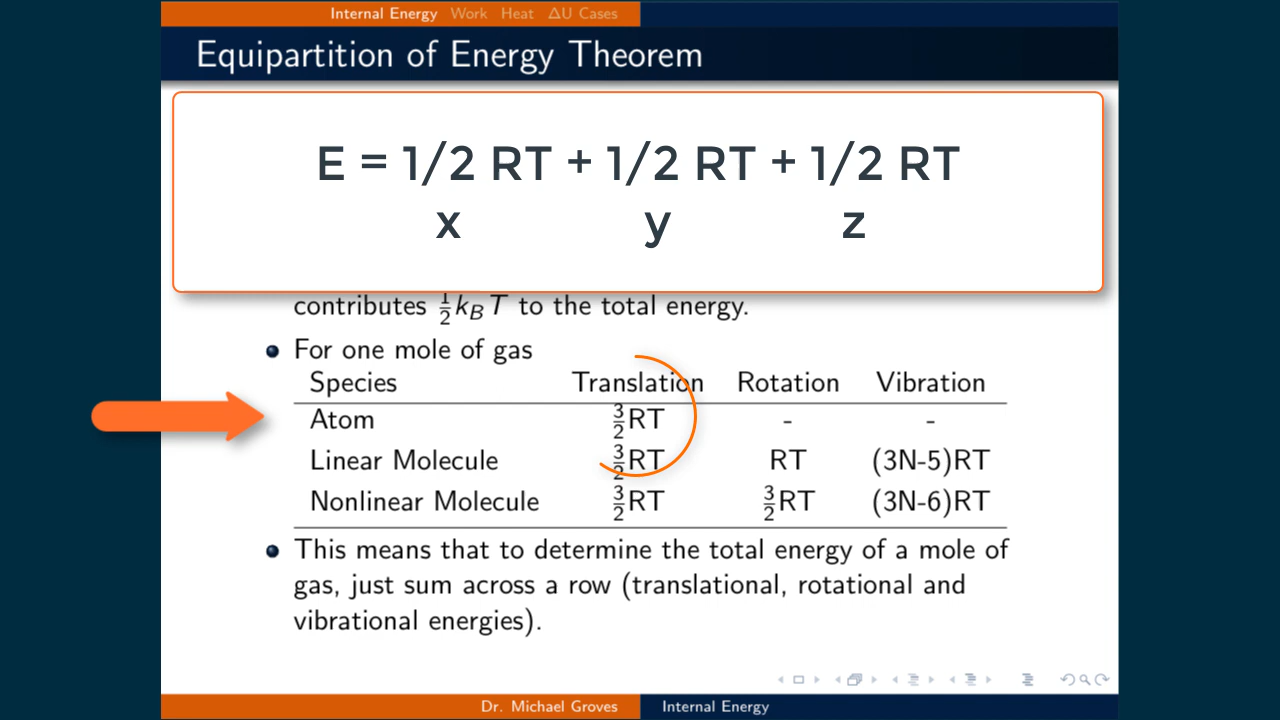 Internal Energy Work Heat ΔU Cases
Equipartition of Energy Theorem
E = 1/2 RT + 1/2 RT + 1/2 RT
x y z
contributes ½k_BT to the total energy.
For one mole of gas
Species Translation Rotation Vibration
Atom 3/2RT - -
Linear Molecule 3/2RT RT (3N-5)RT
Nonlinear Molecule 3/2RT 3/2RT (3N-6)RT
This means that to determine the total energy of a mole of
gas, just sum across a row (translational, rotational and
vibrational energies).
Dr. Michael Groves Internal Energy